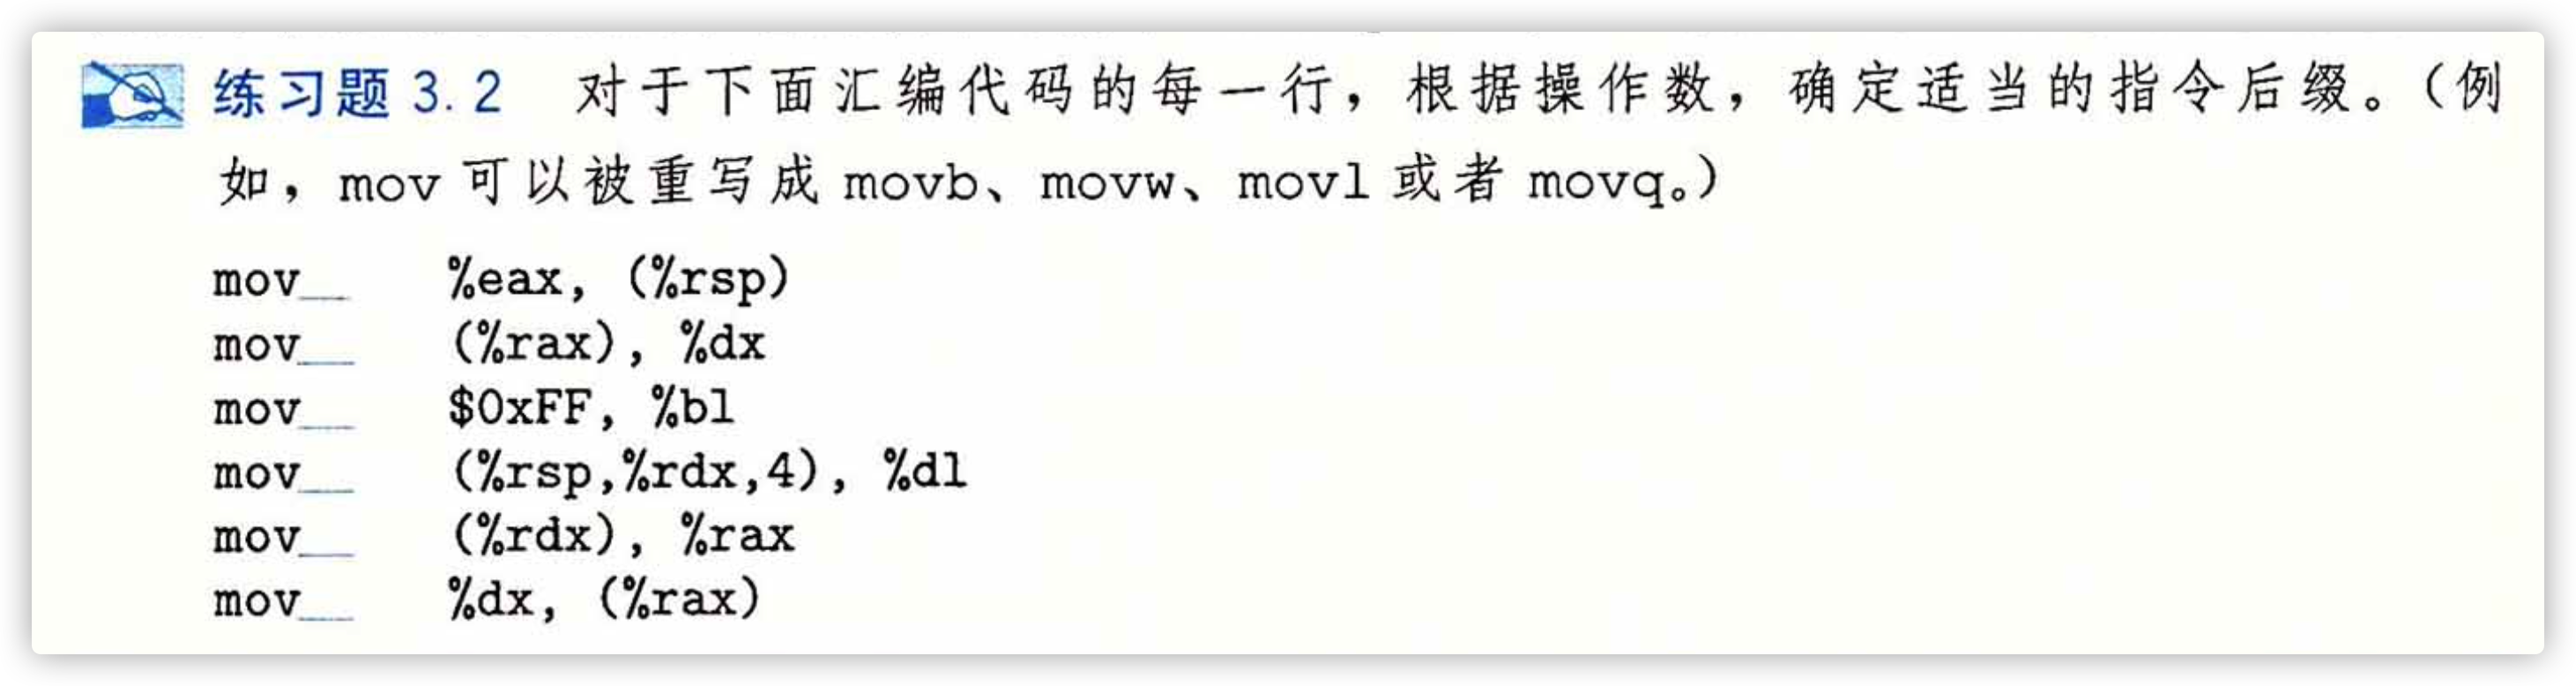 练习题 3.2 对于下面汇编代码的每一行，根据操作数，确定适当的指令后缀。（例
如，mov 可以被重写成 movb、movw、movl 或者 movq。）
mov__ %eax, (%rsp)
mov__ (%rax), %dx
mov__ $0xFF, %bl
mov__ (%rsp,%rdx,4), %dl
mov__ (%rdx), %rax
mov__ %dx, (%rax)